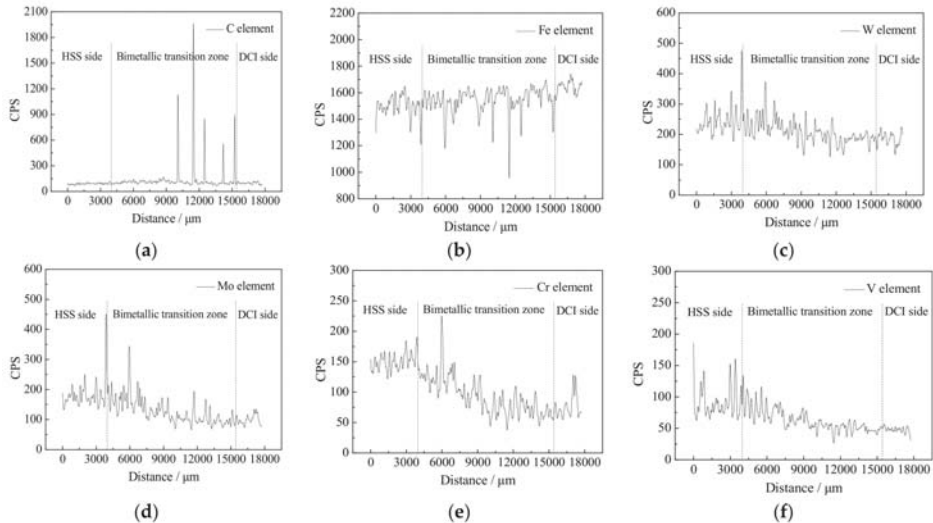 C element
HSS side Bimetallic transition zone DCI side
CPS
2100
1800
1500
1200
900
600
300
0
0 3000 6000 9000 12000 15000 18000
Distance / μm
(a)
Fe element
HSS side Bimetallic transition zone DCI side
CPS
2200
2000
1800
1600
1400
1200
1000
800
0 3000 6000 9000 12000 15000 18000
Distance / μm
(b)
W element
HSS side Bimetallic transition zone DCI side
CPS
600
500
400
300
200
100
0
0 3000 6000 9000 12000 15000 18000
Distance / μm
(c)
Mo element
HSS side Bimetallic transition zone DCI side
CPS
600
500
400
300
200
100
0
0 3000 6000 9000 12000 15000 18000
Distance / μm
(d)
Cr element
HSS side Bimetallic transition zone DCI side
CPS
300
250
200
150
100
50
0
0 3000 6000 9000 12000 15000 18000
Distance / μm
(e)
V element
HSS side Bimetallic transition zone DCI side
CPS
300
250
200
150
100
50
0
0 3000 6000 9000 12000 15000 18000
Distance / μm
(f)